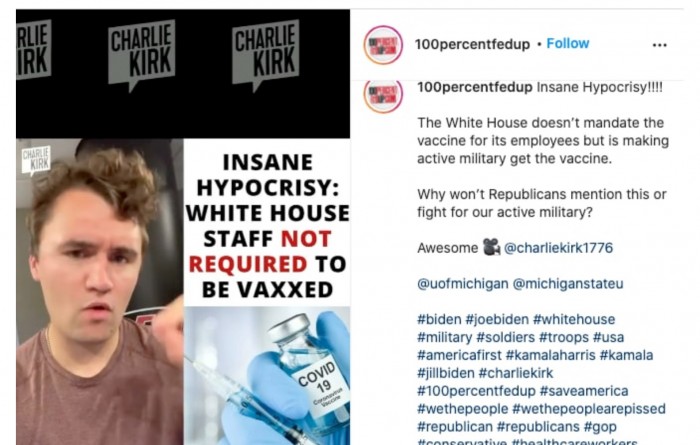 RLIE
IRK
CHARLIE
KIRK
CHARLIE
KIRK
CHARLIE
KIRK
INSANE
HYPOCRISY:
WHITE HOUSE
STAFF NOT
REQUIRED TO
BE VAXXED
COVID
19
Coronavirus
Vaccine
100percentfedup • Follow
100percentfedup Insane Hypocrisy!!!!
The White House doesn’t mandate the
vaccine for its employees but is making
active military get the vaccine.
Why won’t Republicans mention this or
fight for our active military?
Awesome 🎥 @charliekirk1776
@uofmichigan @michiganstateu
#biden #joebiden #whitehouse
#military #soldiers #troops #usa
#americafirst #kamalaharris #kamala
#jillbiden #charliekirk
#100percentfedup #saveamerica
#wethepeople #wethepeoplearepissed
#republican #republicans #gop
#conservative #healthcareworkers